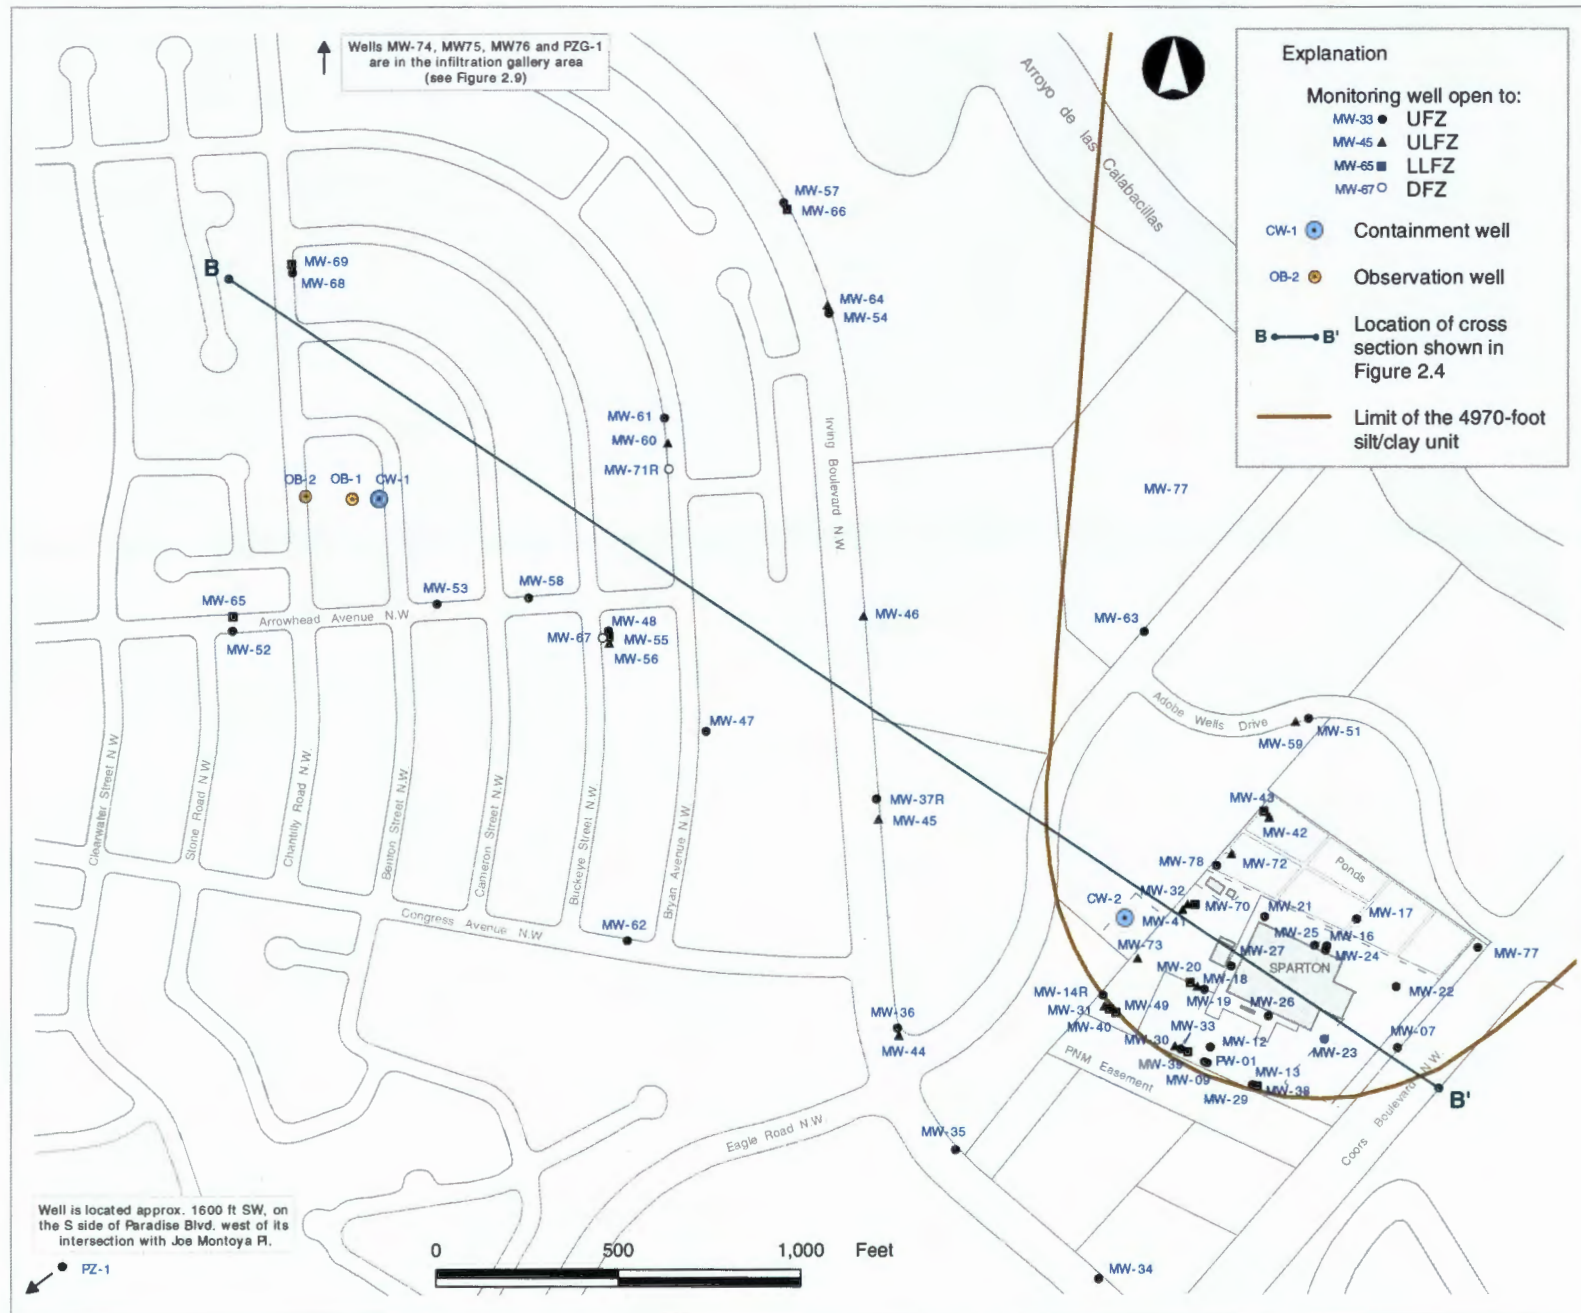 Wells MW-74, MW75, MW76 and PZG-1
are in the infiltration gallery area
(see Figure 2.9)
Explanation
Monitoring well open to:
MW-33 UFZ
MW-45 ULFZ
MW-65 LLFZ
MW-67 DFZ
CW-1 Containment well
OB-2 Observation well
B B' Location of cross
section shown in
Figure 2.4
Limit of the 4970-foot
silt/clay unit
Arroyo de las Calabacillas
MW-57
MW-66
B
MW-69
MW-68
MW-64
MW-54
MW-61
MW-60
MW-71R
Irving Boulevard N.W
OB-2
OB-1
CW-1
MW-77
MW-53
MW-58
MW-65
Arrowhead Avenue N.W
MW-52
MW-48
MW-67
MW-55
MW-56
MW-46
MW-63
Adobe Wells Drive
MW-51
MW-59
MW-47
Clearwater Street N.W
Stone Road N.W
Chantilly Road N.W.
Benton Street N.W.
Cameron Street N.W.
Buckeye Street N.W.
Bryan Avenue N.W
MW-37R
MW-45
MW-43
MW-42
MW-72
MW-78
Ponds
MW-32
MW-70
CW-2
MW-41
MW-21
MW-17
MW-25
MW-16
MW-24
MW-27
MW-77
Congress Avenue N.W
MW-62
MW-73
MW-20
MW-18
SPARTON
MW-19
MW-22
MW-26
MW-14R
MW-49
MW-31
MW-40
MW-36
MW-44
MW-33
MW-30
MW-12
MW-23
MW-07
MW-39
PW-01
MW-09
MW-13
MW-38
MW-29
PNM Easement
B'
Coors Boulevard N.W.
MW-35
Eagle Road N.W.
Well is located approx. 1600 ft SW, on
the S side of Paradise Blvd. west of its
intersection with Joe Montoya Pl.
PZ-1
0 500 1,000 Feet
MW-34